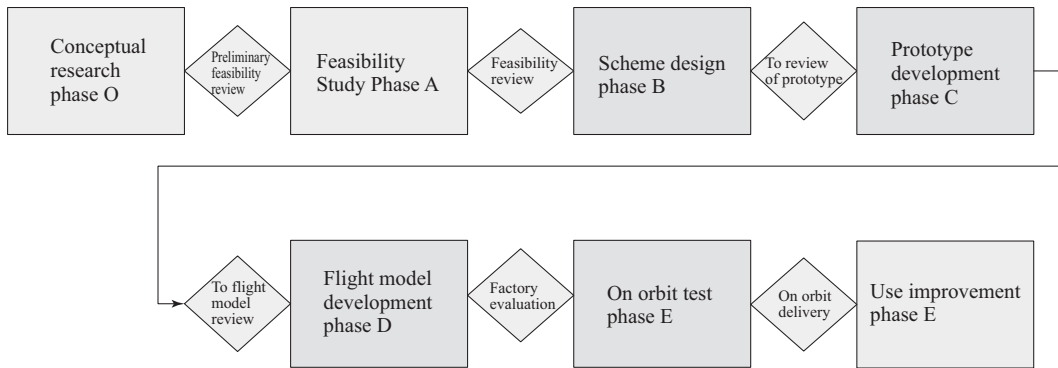 Conceptual
research
phase O
Preliminary
feasibility
review
Feasibility
Study Phase A
Feasibility
review
Scheme design
phase B
To review
of prototype
Prototype
development
phase C
To flight
model
review
Flight model
development
phase D
Factory
evaluation
On orbit test
phase E
On orbit
delivery
Use improvement
phase E